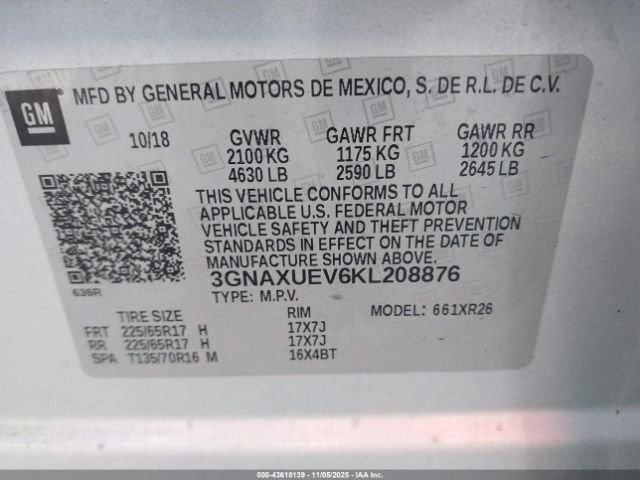 GM
MFD BY GENERAL MOTORS DE MEXICO, S. DE R.L. DE C.V.
10/18 GVWR GAWR FRT GAWR RR
2100 KG 1175 KG 1200 KG
4630 LB 2590 LB 2645 LB
THIS VEHICLE CONFORMS TO ALL
APPLICABLE U.S. FEDERAL MOTOR
VEHICLE SAFETY AND THEFT PREVENTION
STANDARDS IN EFFECT ON THE DATE OF
MANUFACTURE SHOWN ABOVE.
636R
3GNAXUEV6KL208876
TYPE: M.P.V. MODEL: 661XR26
TIRE SIZE RIM
FRT 225/65R17 H 17X7J
RR 225/65R17 H 17X7J
SPA T135/70R16 M 16X4BT
000-43618139 - 11/05/2025 - IAAI.COM